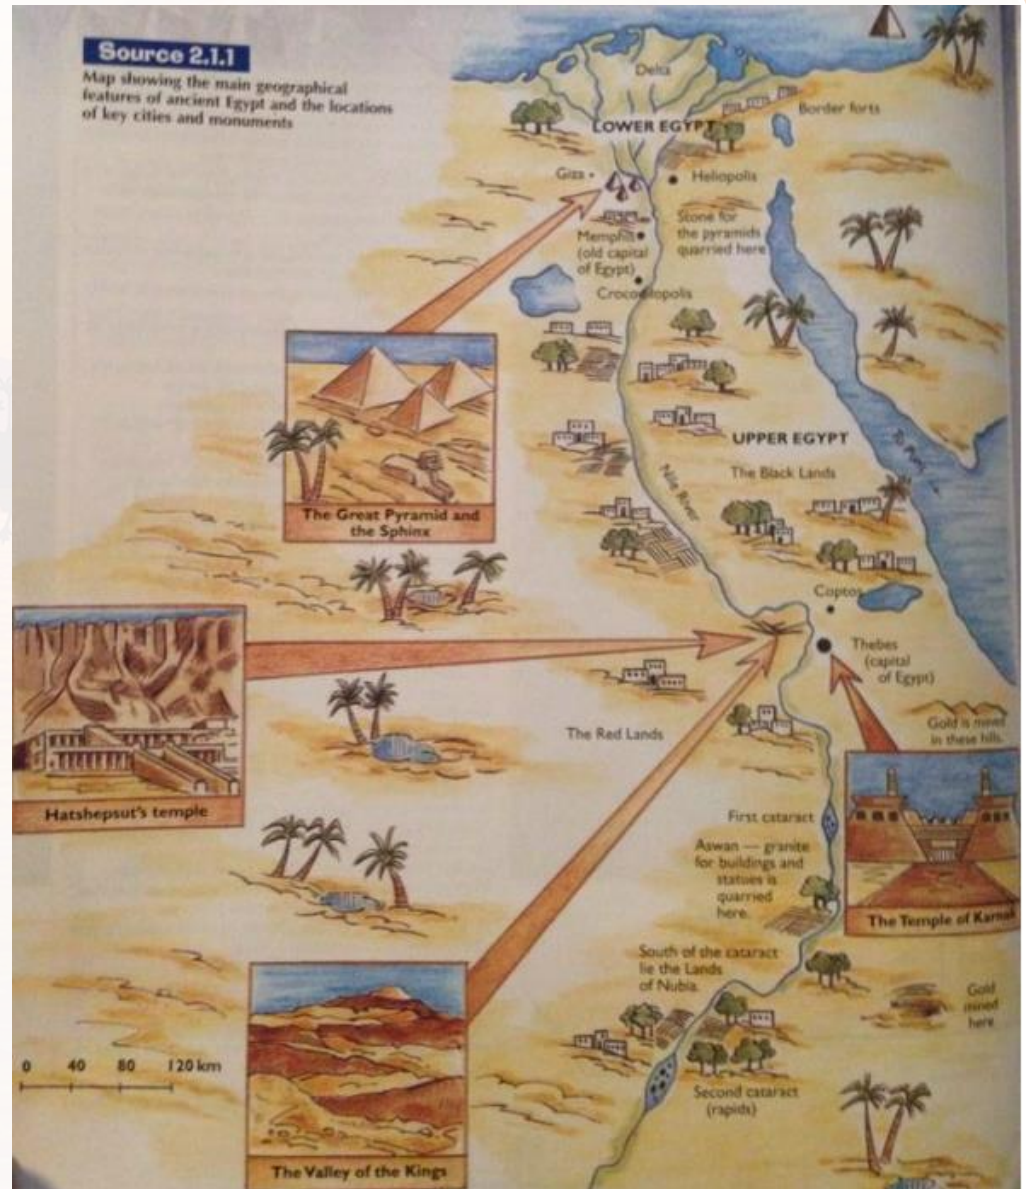 Source 2.1.1
Map showing the main geographical
features of ancient Egypt and the locations
of key cities and monuments
Delta
Border forts
LOWER EGYPT
Giza
Heliopolis
Stone for
the pyramids
quarried here
Memphis
(old capital
of Egypt)
Crocodilopolis
UPPER EGYPT
The Black Lands
Nile River
The Great Pyramid and
the Sphinx
Coptos
Thebes
(capital
of Egypt)
Hatshepsut's temple
The Red Lands
Gold is mined
in these hills.
First cataract
Aswan — granite
for buildings and
statues is
quarried
here.
The Temple of Karnak
South of the cataract
lie the Lands
of Nubia.
Gold
mined
here
0 40 80 120 km
Second cataract
(rapids)
The Valley of the Kings